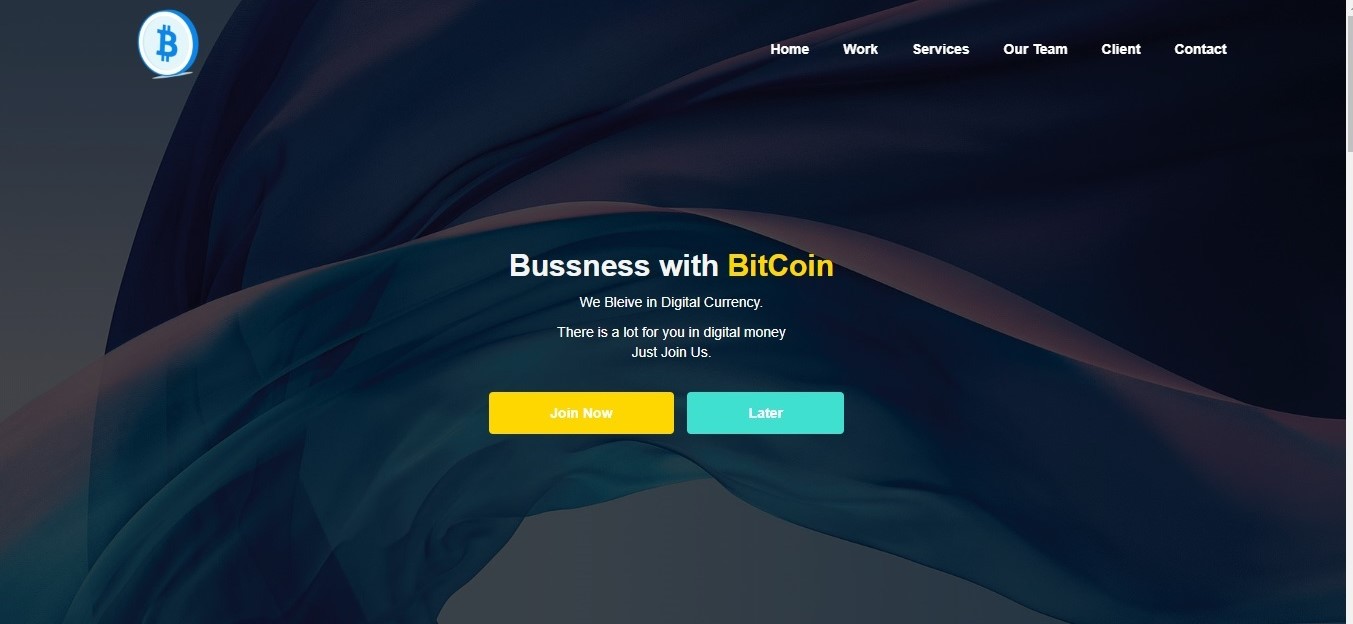 Home Work Services Our Team Client Contact
Bussness with BitCoin
We Bleive in Digital Currency.
There is a lot for you in digital money
Just Join Us.
Join Now Later